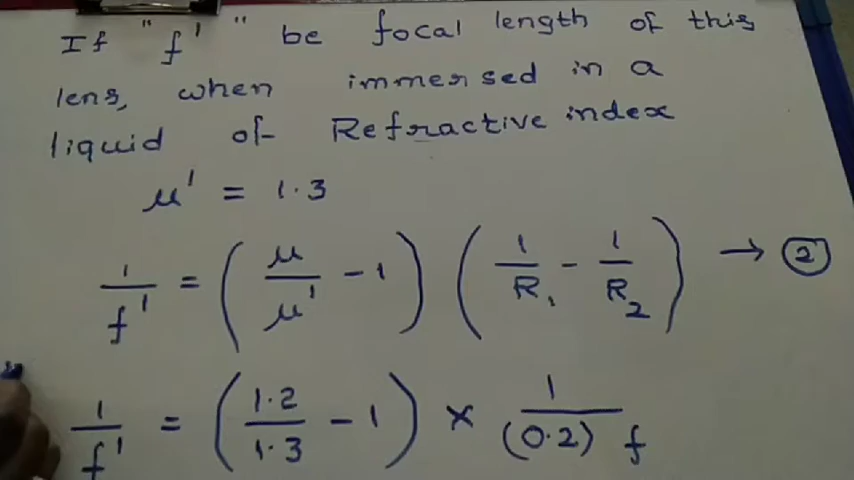 If "f'" be focal length of this
lens, when immersed in a
liquid of Refractive index
μ' = 1.3
1/f' = (μ/μ' - 1) (1/R₁ - 1/R₂) → ②
1/f' = (1.2/1.3 - 1) × 1/(0.2) f